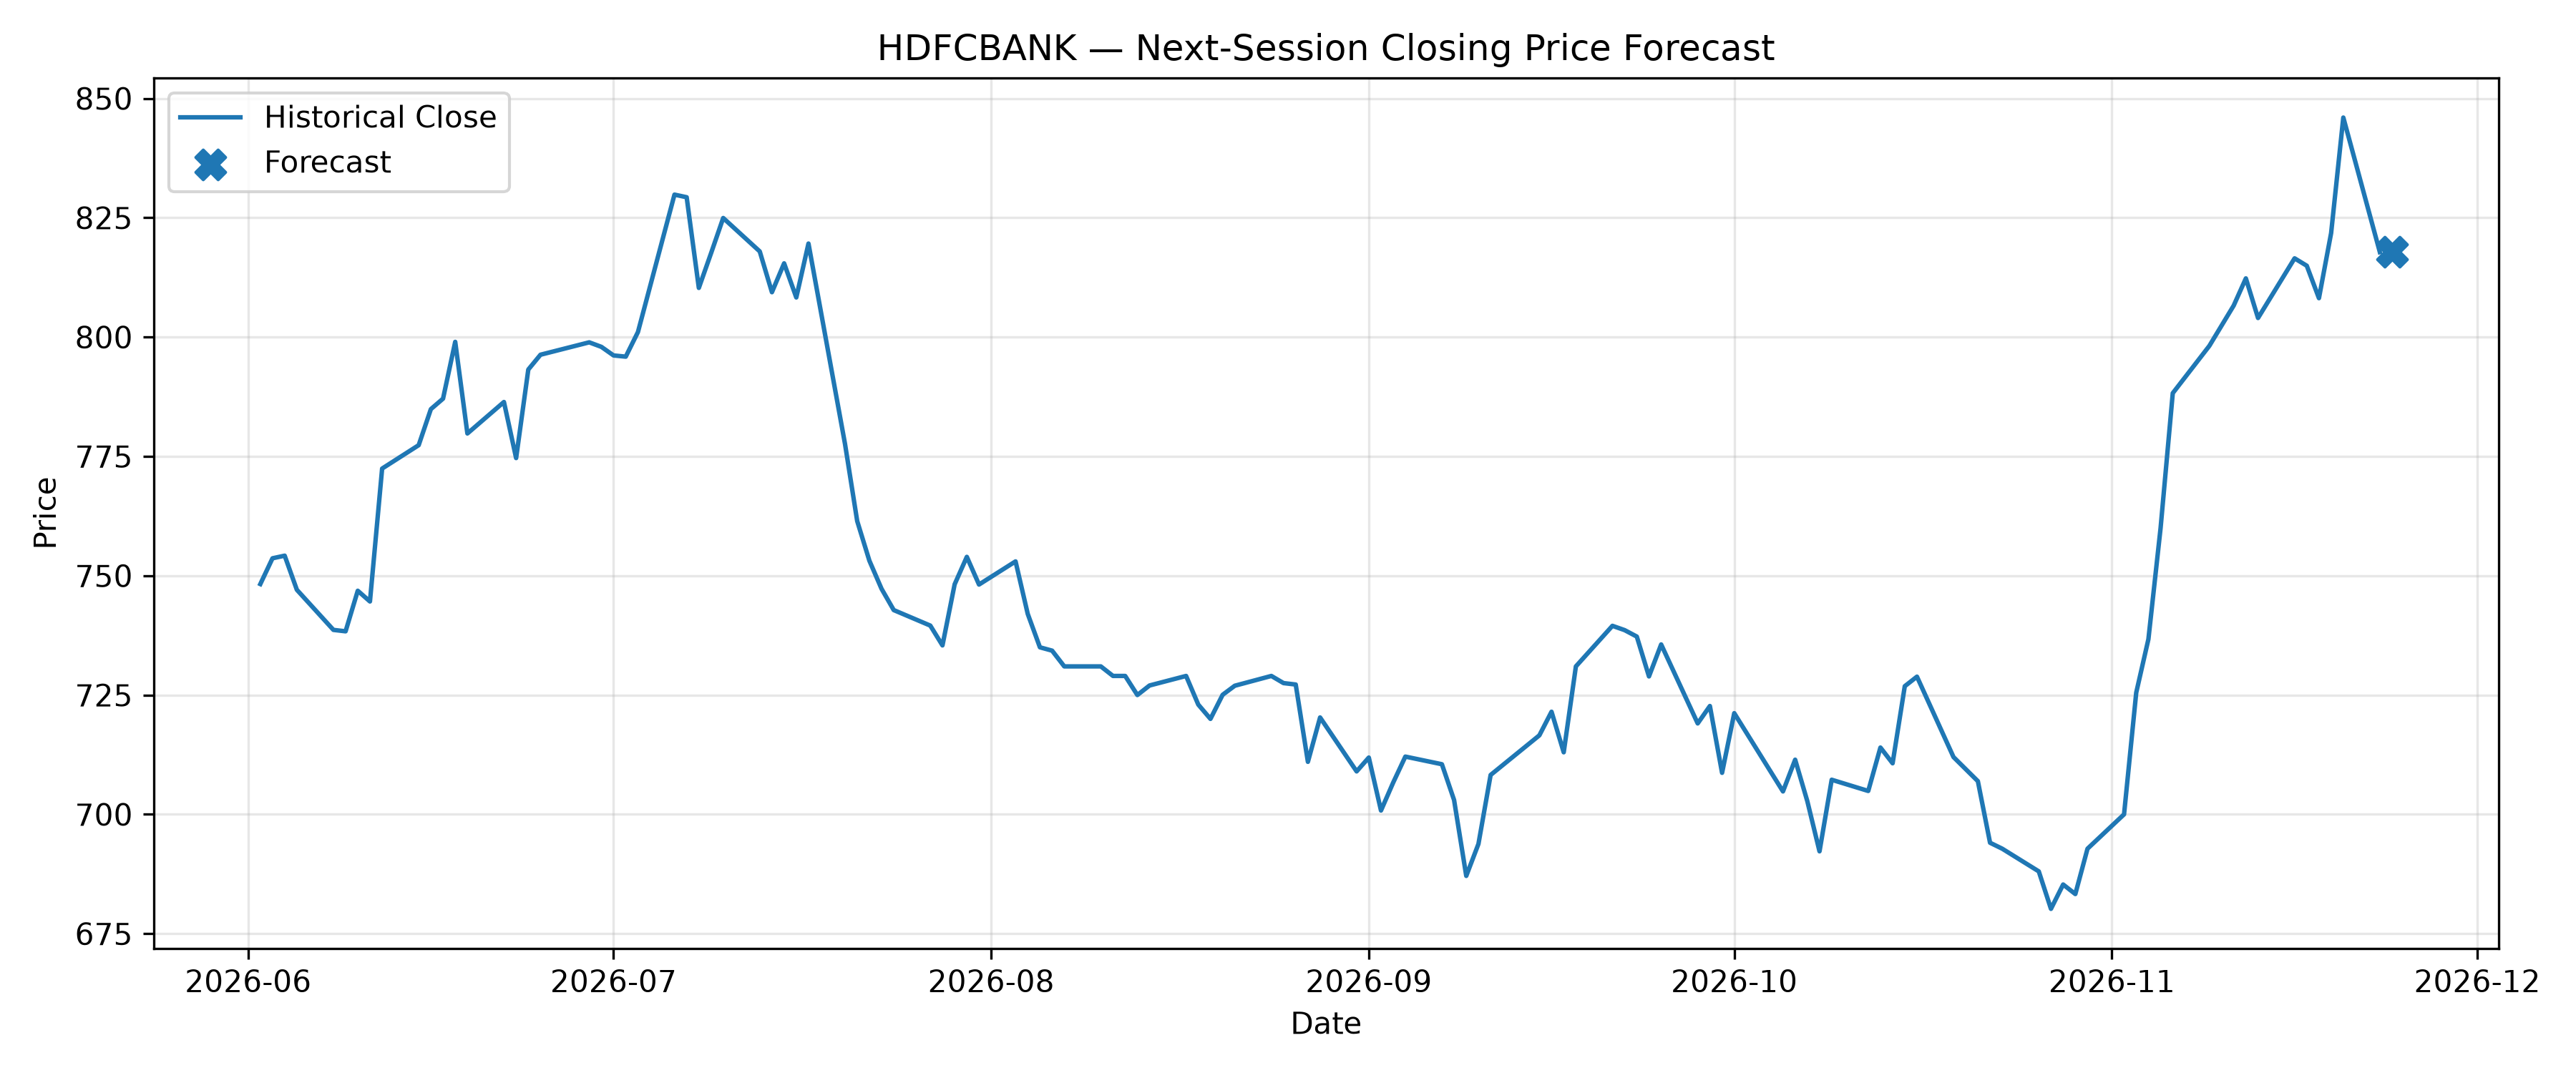 HDFCBANK — Next-Session Closing Price Forecast
Historical Close
Forecast
850
825
800
775
750
725
700
675
Price
2026-06 2026-07 2026-08 2026-09 2026-10 2026-11 2026-12
Date